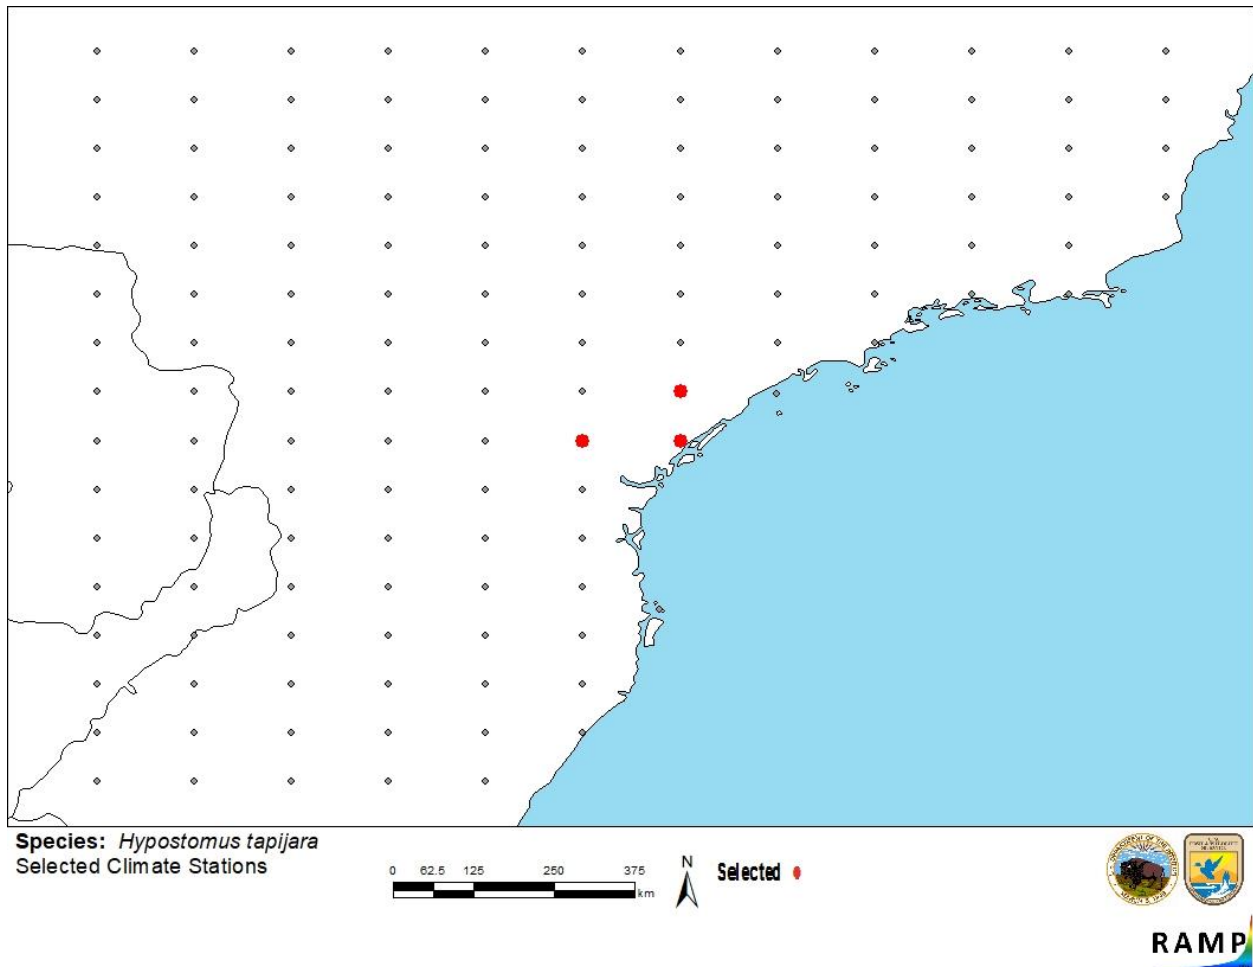 Species: Hypostomus tapijara
Selected Climate Stations
0 62.5 125 250 375
km
N
Selected
RAMP